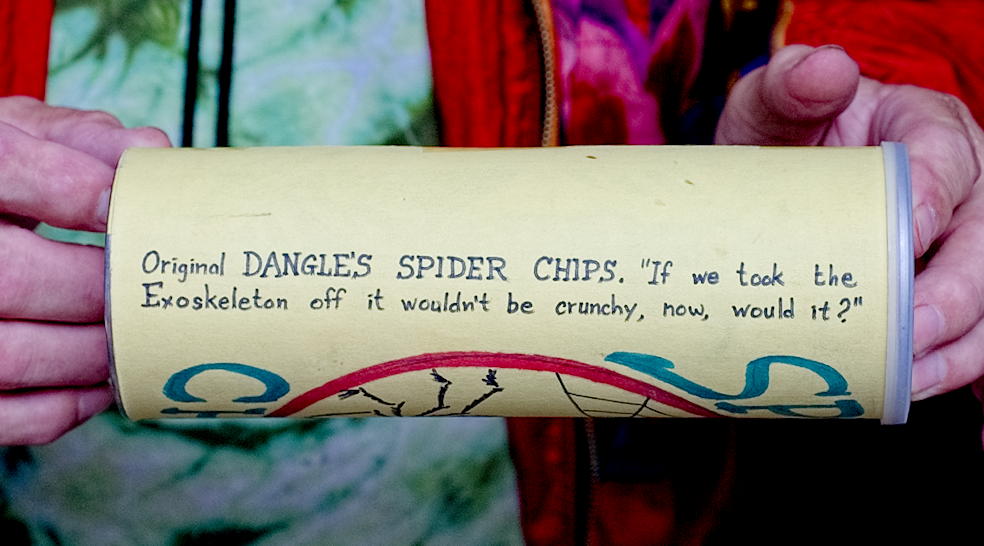 Original DANGLE'S SPIDER CHIPS. "If we took the
Exoskeleton off it wouldn't be crunchy, now, would it?"